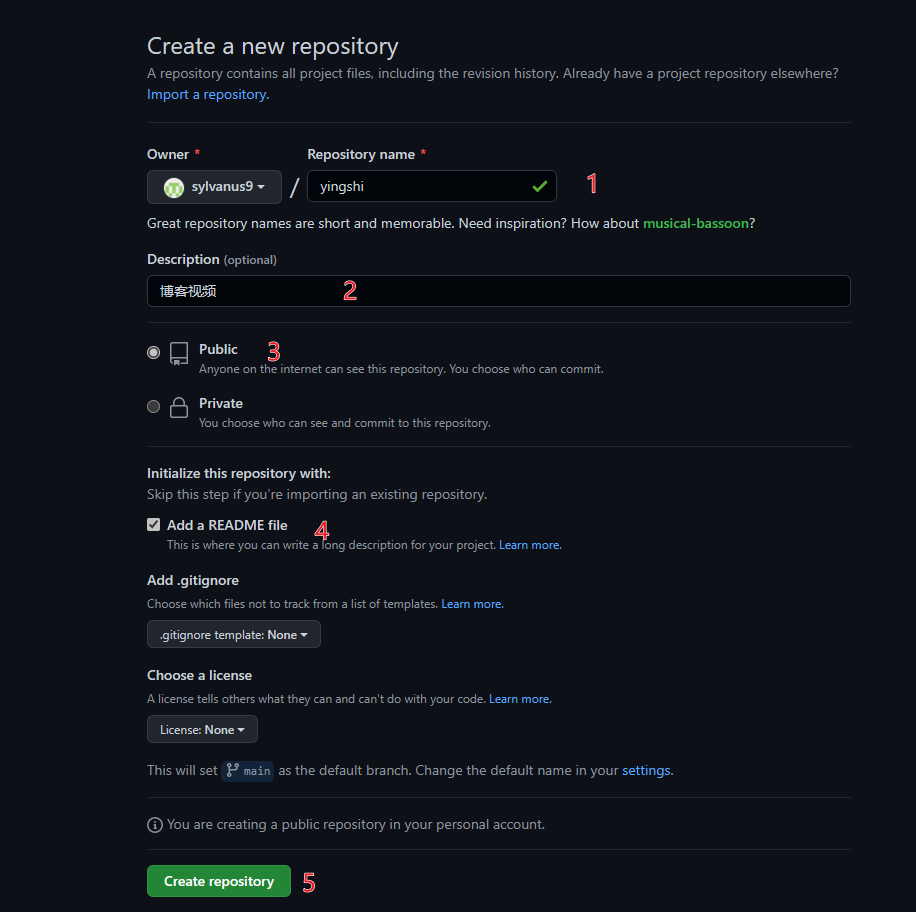 Create a new repository
A repository contains all project files, including the revision history. Already have a project repository elsewhere?
Import a repository.
Owner * Repository name *
sylvanus9 / yingshi 1
Great repository names are short and memorable. Need inspiration? How about musical-bassoon?
Description (optional)
博客视频 2
Public 3
Anyone on the internet can see this repository. You choose who can commit.
Private
You choose who can see and commit to this repository.
Initialize this repository with:
Skip this step if you're importing an existing repository.
Add a README file 4
This is where you can write a long description for your project. Learn more.
Add .gitignore
Choose which files not to track from a list of templates. Learn more.
.gitignore template: None
Choose a license
A license tells others what they can and can't do with your code. Learn more.
License: None
This will set main as the default branch. Change the default name in your settings.
You are creating a public repository in your personal account.
Create repository 5